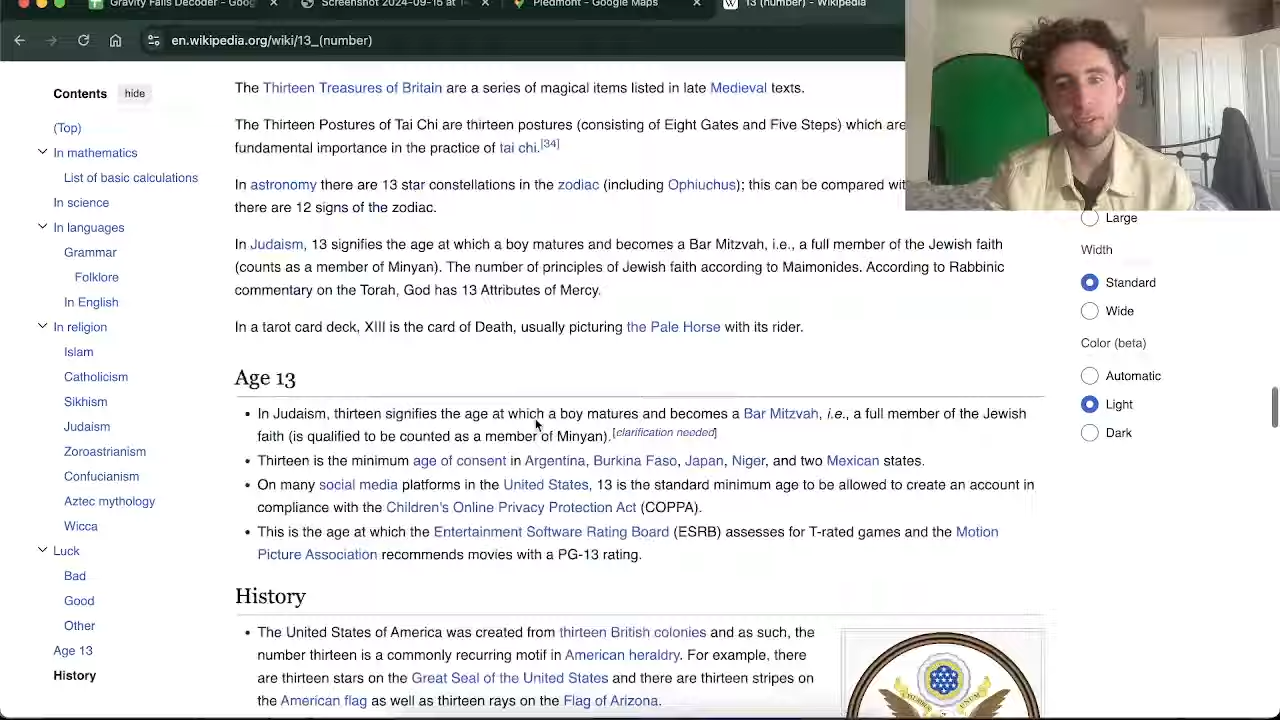 Gravity Falls Decoder - Goog
Screenshot 2024-09-15 at
Piedmont - Google Maps
13 (number) - Wikipedia
en.wikipedia.org/wiki/13_(number)
Contents
hide
(Top)
In mathematics
List of basic calculations
In science
In languages
Grammar
Folklore
In English
In religion
Islam
Catholicism
Sikhism
Judaism
Zoroastrianism
Confucianism
Aztec mythology
Wicca
Luck
Bad
Good
Other
Age 13
History
The Thirteen Treasures of Britain are a series of magical items listed in late Medieval texts.
The Thirteen Postures of Tai Chi are thirteen postures (consisting of Eight Gates and Five Steps) which are
fundamental importance in the practice of tai chi.[34]
In astronomy there are 13 star constellations in the zodiac (including Ophiuchus); this can be compared
there are 12 signs of the zodiac.
In Judaism, 13 signifies the age at which a boy matures and becomes a Bar Mitzvah, i.e., a full member of the Jewish faith
(counts as a member of Minyan). The number of principles of Jewish faith according to Maimonides. According to Rabbinic
commentary on the Torah, God has 13 Attributes of Mercy.
In a tarot card deck, XIII is the card of Death, usually picturing the Pale Horse with its rider.
Age 13
In Judaism, thirteen signifies the age at which a boy matures and becomes a Bar Mitzvah, i.e., a full member of the Jewish
faith (is qualified to be counted as a member of Minyan).[clarification needed]
Thirteen is the minimum age of consent in Argentina, Burkina Faso, Japan, Niger, and two Mexican states.
On many social media platforms in the United States, 13 is the standard minimum age to be allowed to create an account in
compliance with the Children's Online Privacy Protection Act (COPPA).
This is the age at which the Entertainment Software Rating Board (ESRB) assesses for T-rated games and the Motion
Picture Association recommends movies with a PG-13 rating.
History
The United States of America was created from thirteen British colonies and as such, the
number thirteen is a commonly recurring motif in American heraldry. For example, there
are thirteen stars on the Great Seal of the United States and there are thirteen stripes on
the American flag as well as thirteen rays on the Flag of Arizona.
Large
Width
Standard
Wide
Color (beta)
Automatic
Light
Dark